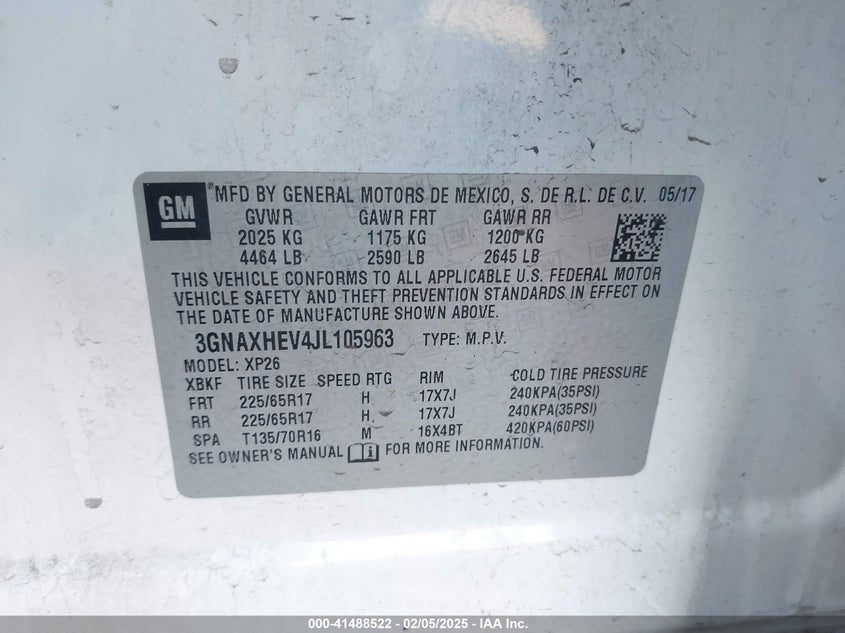 GM
®MFD BY GENERAL MOTORS DE MEXICO, S. DE R.L. DE C.V. 05/17
GVWR GAWR FRT GAWR RR
2025 KG 1175 KG 1200 KG
4464 LB 2590 LB 2645 LB
THIS VEHICLE CONFORMS TO ALL APPLICABLE U.S. FEDERAL MOTOR
VEHICLE SAFETY AND THEFT PREVENTION STANDARDS IN EFFECT ON
THE DATE OF MANUFACTURE SHOWN ABOVE.
3GNAXHEV4JL105963 TYPE: M.P.V.
MODEL: XP26
XBKF TIRE SIZE SPEED RTG RIM COLD TIRE PRESSURE
FRT 225/65R17 H 17X7J 240KPA(35PSI)
RR 225/65R17 H 17X7J 240KPA(35PSI)
SPA T135/70R16 M 16X4BT 420KPA(60PSI)
SEE OWNER'S MANUAL FOR MORE INFORMATION.
000-41488522 - 02/05/2025 - IAA Inc.